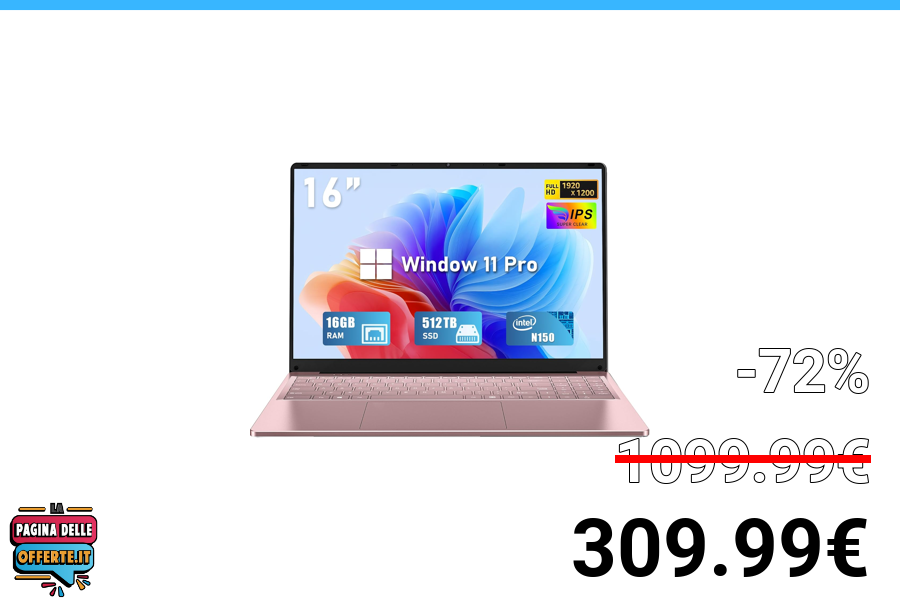 16”
FULL HD
1920 x 1200
IPS
SUPER CLEAR
Window 11 Pro
16GB
RAM
512TB
SSD
intel
N150
-72%
1099.99€
309.99€
LA
PAGINA DELLE
OFFERTE.IT